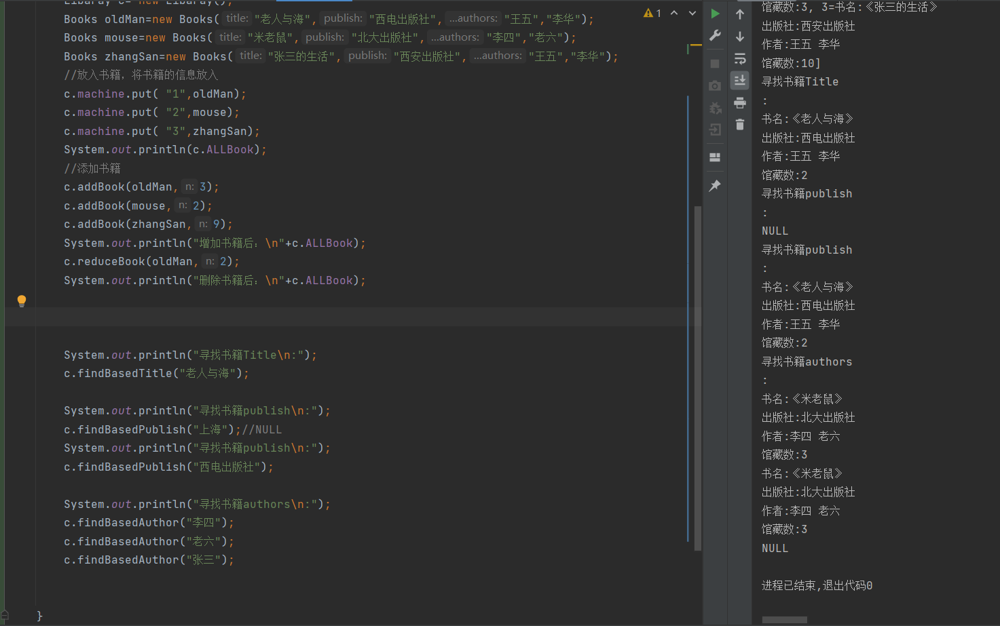 Libaray c= new Libaray();
Books oldMan=new Books( title: "老人与海", publish: "西电出版社", ...authors: "王五","李华");
Books mouse=new Books( title: "米老鼠", publish: "北大出版社", ...authors: "李四","老六");
Books zhangSan=new Books( title: "张三的生活", publish: "西安出版社", ...authors: "王五","李华");
//放入书籍，将书籍的信息放入
c.machine.put( "1",oldMan);
c.machine.put( "2",mouse);
c.machine.put( "3",zhangSan);
System.out.println(c.ALLBook);
//添加书籍
c.addBook(oldMan, n: 3);
c.addBook(mouse, n: 2);
c.addBook(zhangSan, n: 9);
System.out.println("增加书籍后：\n"+c.ALLBook);
c.reduceBook(oldMan, n: 2);
System.out.println("删除书籍后：\n"+c.ALLBook);
System.out.println("寻找书籍Title\n:");
c.findBasedTitle("老人与海");
System.out.println("寻找书籍publish\n:");
c.findBasedPublish("上海");//NULL
System.out.println("寻找书籍publish\n:");
c.findBasedPublish("西电出版社");
System.out.println("寻找书籍authors\n:");
c.findBasedAuthor("李四");
c.findBasedAuthor("老六");
c.findBasedAuthor("张三");
}
1
馆藏数:3, 3=书名:《张三的生活》
出版社:西安出版社
作者:王五 李华
馆藏数:10]
寻找书籍Title
:
书名:《老人与海》
出版社:西电出版社
作者:王五 李华
馆藏数:2
寻找书籍publish
:
NULL
寻找书籍publish
:
书名:《老人与海》
出版社:西电出版社
作者:王五 李华
馆藏数:2
寻找书籍authors
:
书名:《米老鼠》
出版社:北大出版社
作者:李四 老六
馆藏数:3
书名:《米老鼠》
出版社:北大出版社
作者:李四 老六
馆藏数:3
NULL
进程已结束,退出代码0